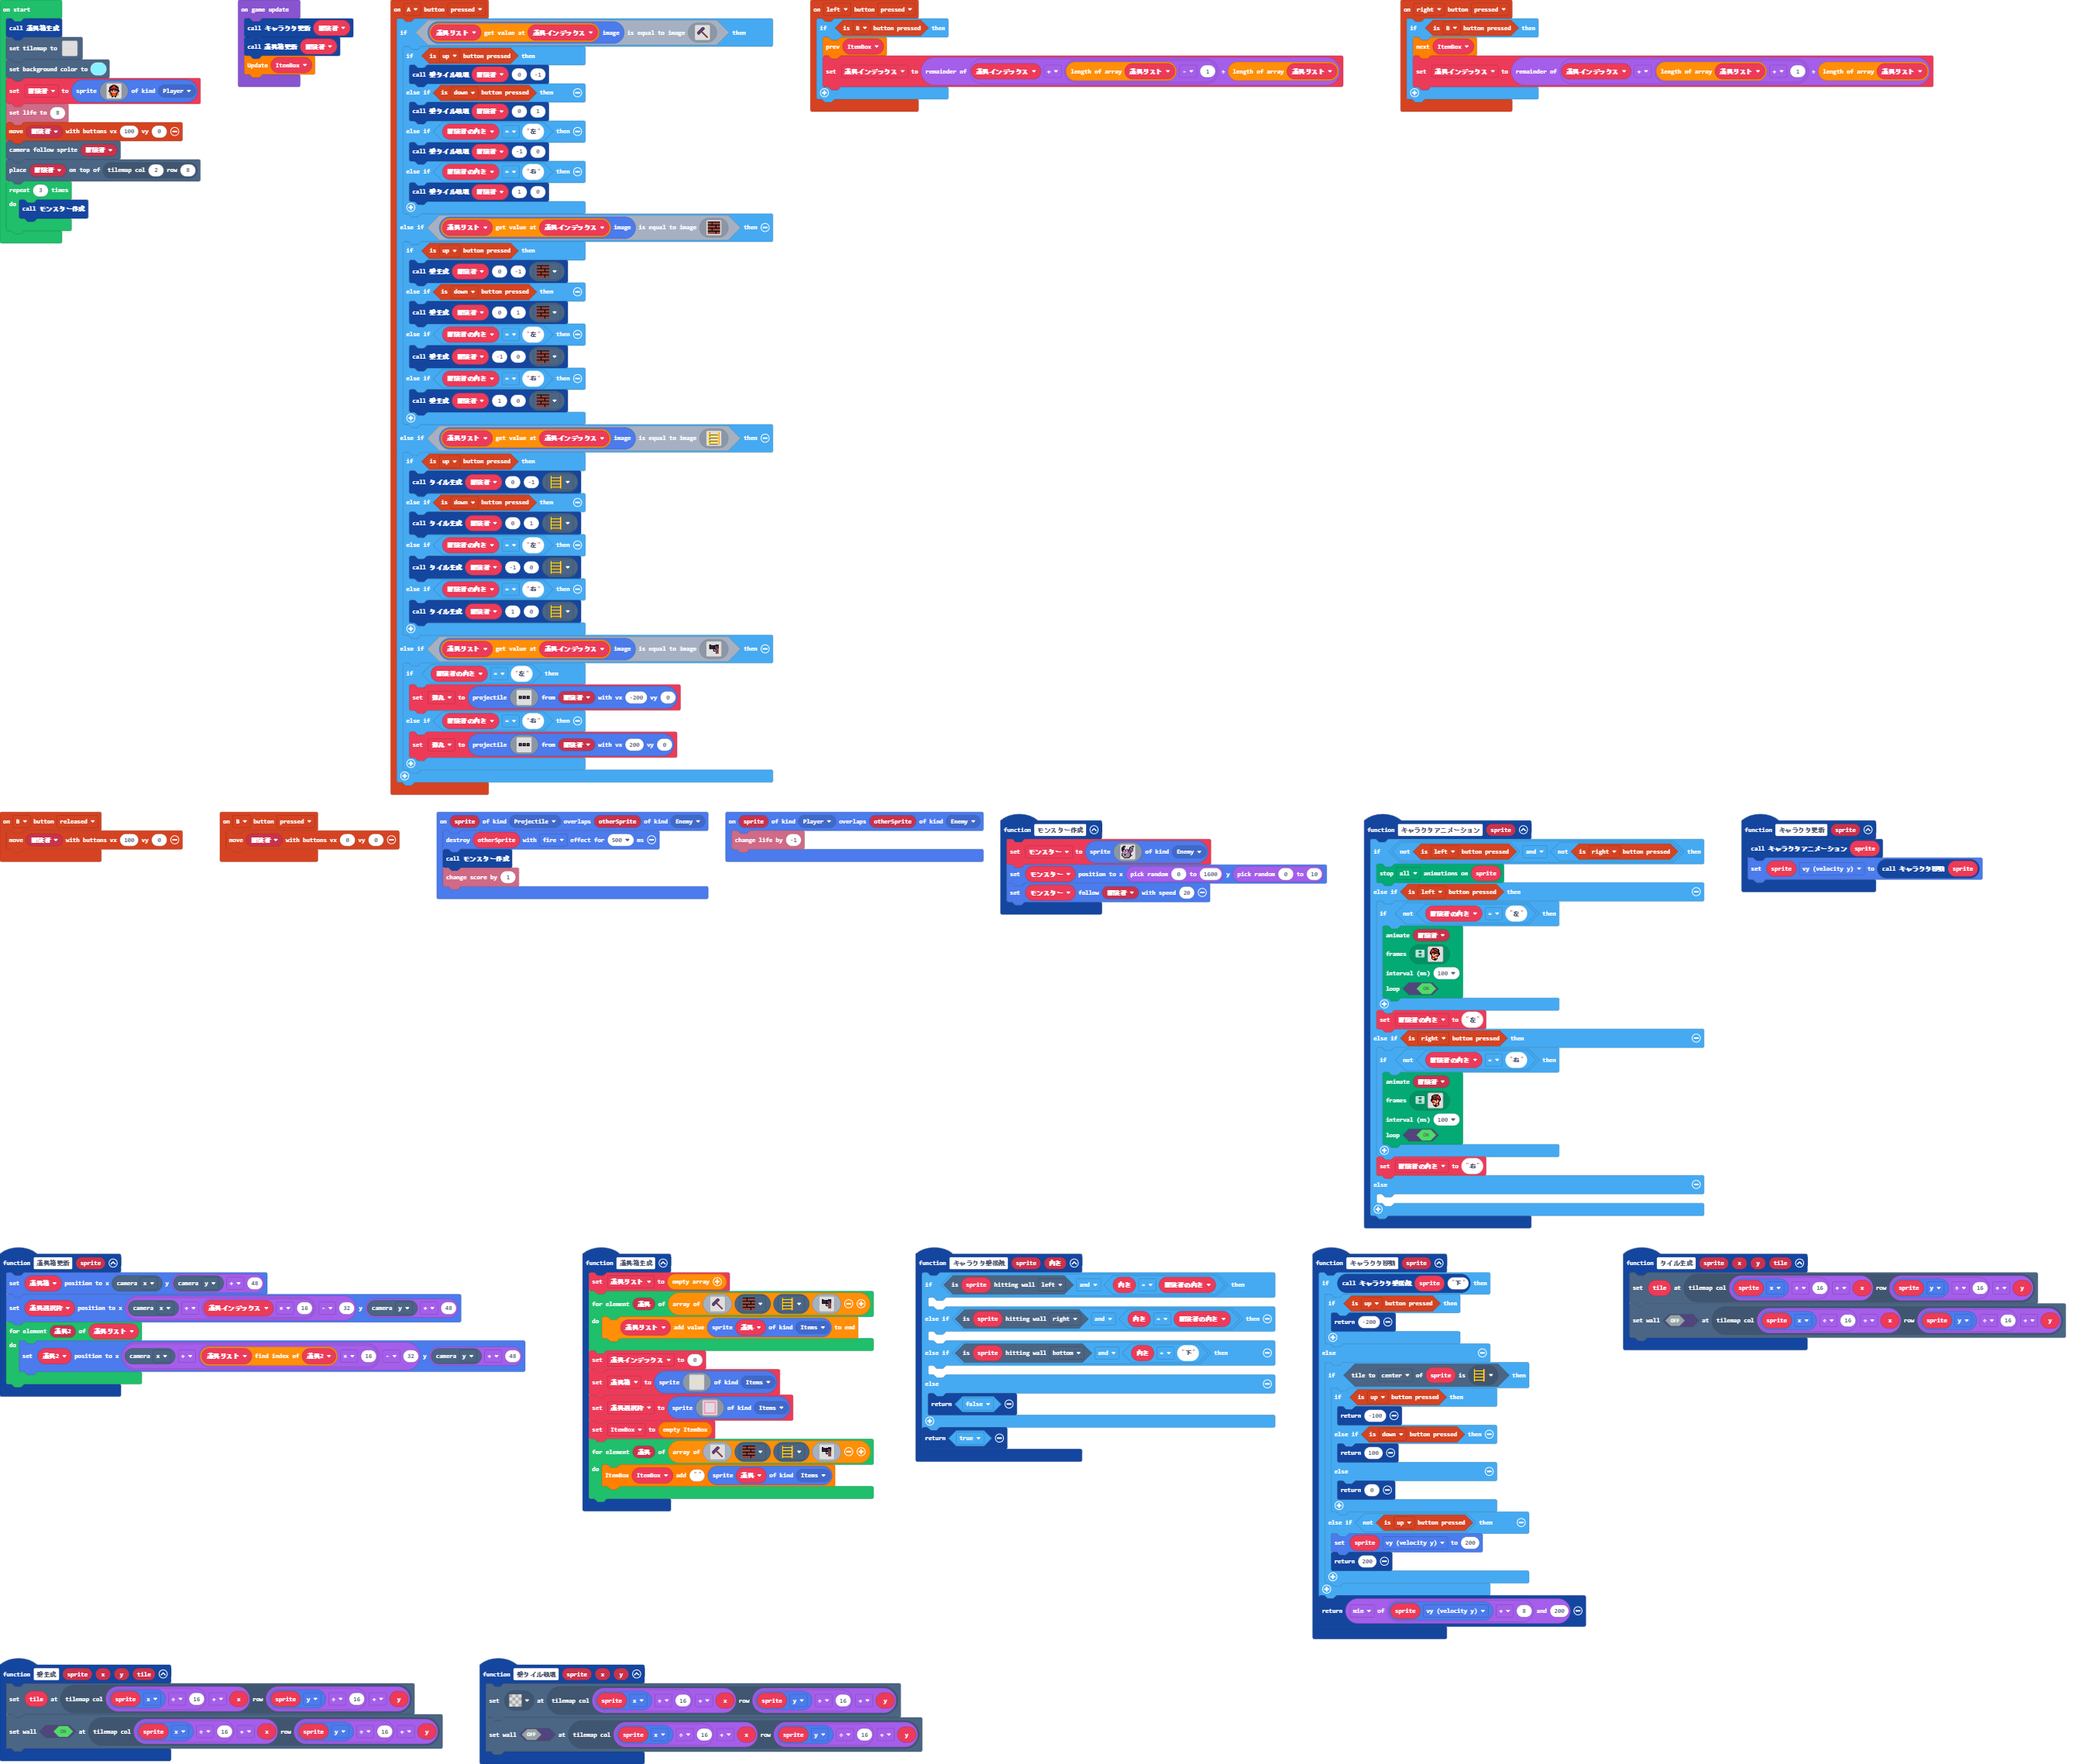 on start
call 道具箱生成
set tilemap to
set background color to
set 冒険者 to sprite of kind Player
set life to 8
move 冒険者 with buttons vx 100 vy 0
camera follow sprite 冒険者
place 冒険者 on top of tilemap col 2 row 8
repeat 3 times
do
call モンスター作成
on game update
call キャラクタ更新 冒険者
call 道具箱更新 冒険者
Update ItemBox
on A button pressed
if 道具リスト get value at 道具インデックス image is equal to image then
if is up button pressed then
call 壁タイル破壊 冒険者 0 -1
else if is down button pressed then
call 壁タイル破壊 冒険者 0 1
else if 冒険者の向き = "左" then
call 壁タイル破壊 冒険者 -1 0
else if 冒険者の向き = "右" then
call 壁タイル破壊 冒険者 1 0
else if 道具リスト get value at 道具インデックス image is equal to image then
if is up button pressed then
call 壁生成 冒険者 0 -1
else if is down button pressed then
call 壁生成 冒険者 0 1
else if 冒険者の向き = "左" then
call 壁生成 冒険者 -1 0
else if 冒険者の向き = "右" then
call 壁生成 冒険者 1 0
else if 道具リスト get value at 道具インデックス image is equal to image then
if is up button pressed then
call タイル生成 冒険者 0 -1
else if is down button pressed then
call タイル生成 冒険者 0 1
else if 冒険者の向き = "左" then
call タイル生成 冒険者 -1 0
else if 冒険者の向き = "右" then
call タイル生成 冒険者 1 0
else if 道具リスト get value at 道具インデックス image is equal to image then
if 冒険者の向き = "左" then
set 弾丸 to projectile from 冒険者 with vx -200 vy 0
else if 冒険者の向き = "右" then
set 弾丸 to projectile from 冒険者 with vx 200 vy 0
on left button pressed
if is B button pressed then
prev ItemBox
set 道具インデックス to remainder of 道具インデックス + length of array 道具リスト - 1 ÷ length of array 道具リスト
on right button pressed
if is B button pressed then
next ItemBox
set 道具インデックス to remainder of 道具インデックス + length of array 道具リスト + 1 ÷ length of array 道具リスト
on B button released
move 冒険者 with buttons vx 100 vy 0
on B button pressed
move 冒険者 with buttons vx 0 vy 0
on sprite of kind Projectile overlaps otherSprite of kind Enemy
destroy otherSprite with fire effect for 500 ms
call モンスター作成
change score by 1
on sprite of kind Player overlaps otherSprite of kind Enemy
change life by -1
function モンスター作成
set モンスター to sprite of kind Enemy
set モンスター position to x pick random 0 to 1600 y pick random 0 to 10
set モンスター follow 冒険者 with speed 20
function キャラクタアニメーション sprite
if not is left button pressed and not is right button pressed then
stop all animations on sprite
else if is left button pressed then
if not 冒険者の向き = "左" then
animate 冒険者
frames
interval (ms) 100
loop ON
set 冒険者の向き to "左"
else if is right button pressed then
if not 冒険者の向き = "右" then
animate 冒険者
frames
interval (ms) 100
loop ON
set 冒険者の向き to "右"
else
function キャラクタ更新 sprite
call キャラクタアニメーション sprite
set sprite vy (velocity y) to call キャラクタ移動 sprite
function 道具箱更新 sprite
set 道具箱 position to x camera x y camera y + 48
set 道具選択枠 position to x camera x + 道具インデックス × 16 - 32 y camera y + 48
for element 道具2 of 道具リスト
do
set 道具2 position to x camera x + 道具リスト find index of 道具2 × 16 - 32 y camera y + 48
function 道具箱生成
set 道具リスト to empty array
for element 道具 of array of
do
道具リスト add value sprite 道具 of kind Items to end
set 道具インデックス to 0
set 道具箱 to sprite of kind Items
set 道具選択枠 to sprite of kind Items
set ItemBox to empty ItemBox
for element 道具 of array of
do
ItemBox ItemBox add " " sprite 道具 of kind Items
function キャラクタ壁接触 sprite 向き
if is sprite hitting wall left and 向き = 冒険者の向き then
else if is sprite hitting wall right and 向き = 冒険者の向き then
else if is sprite hitting wall bottom and 向き = "下" then
else
return false
return true
function キャラクタ移動 sprite
if call キャラクタ壁接触 sprite "下" then
if is up button pressed then
return -200
else
if tile to center of sprite is then
if is up button pressed then
return -100
else if is down button pressed then
return 100
else
return 0
else if not is up button pressed then
set sprite vy (velocity y) to 200
return 200
return min of sprite vy (velocity y) + 8 and 200
function タイル生成 sprite x y tile
set tile at tilemap col sprite x ÷ 16 + x row sprite y ÷ 16 + y
set wall OFF at tilemap col sprite x ÷ 16 + x row sprite y ÷ 16 + y
function 壁生成 sprite x y tile
set tile at tilemap col sprite x ÷ 16 + x row sprite y ÷ 16 + y
set wall ON at tilemap col sprite x ÷ 16 + x row sprite y ÷ 16 + y
function 壁タイル破壊 sprite x y
set at tilemap col sprite x ÷ 16 + x row sprite y ÷ 16 + y
set wall OFF at tilemap col sprite x ÷ 16 + x row sprite y ÷ 16 + y